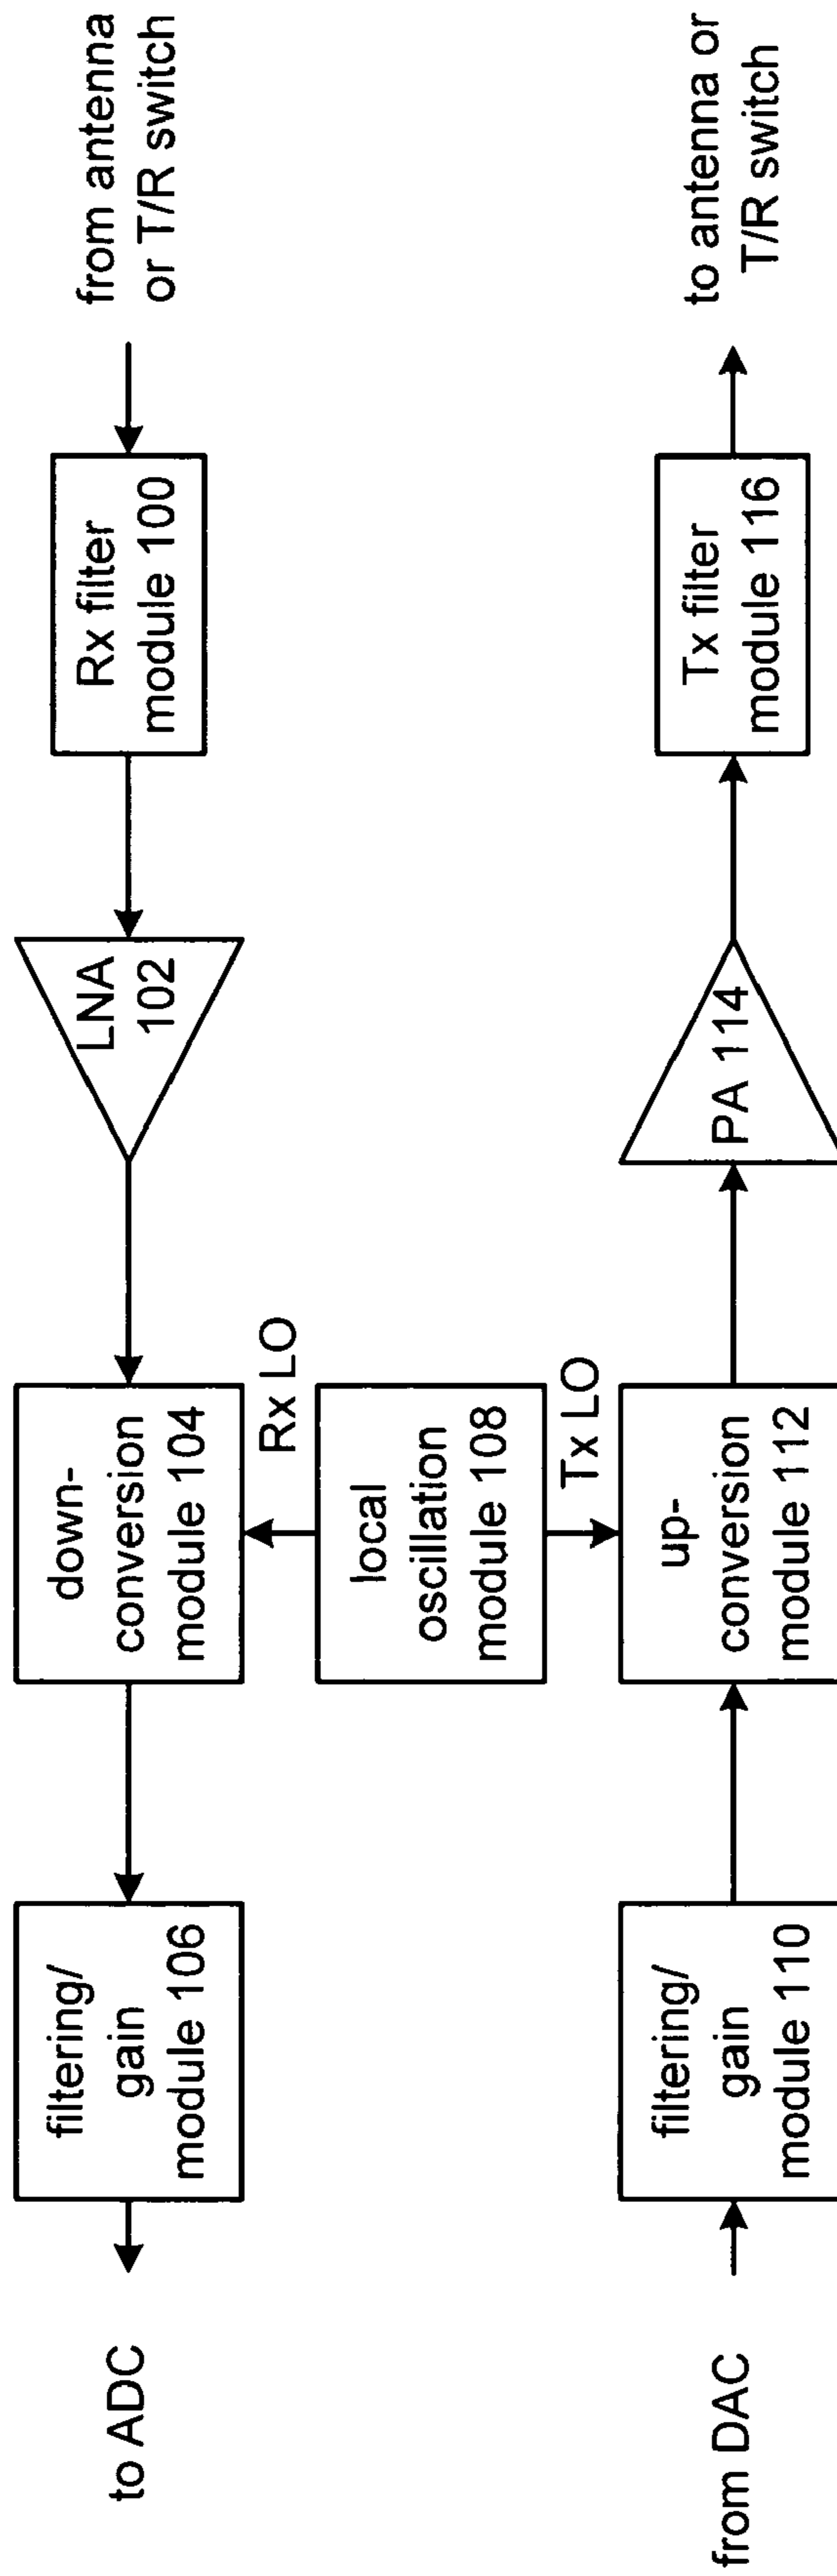 to ADC
filtering/
gain
module 106
down-
conversion
module 104
LNA
102
Rx filter
module 100
from antenna
or T/R switch
Rx LO
local
oscillation
module 108
Tx LO
from DAC
filtering/
gain
module 110
up-
conversion
module 112
PA 114
Tx filter
module 116
to antenna or
T/R switch